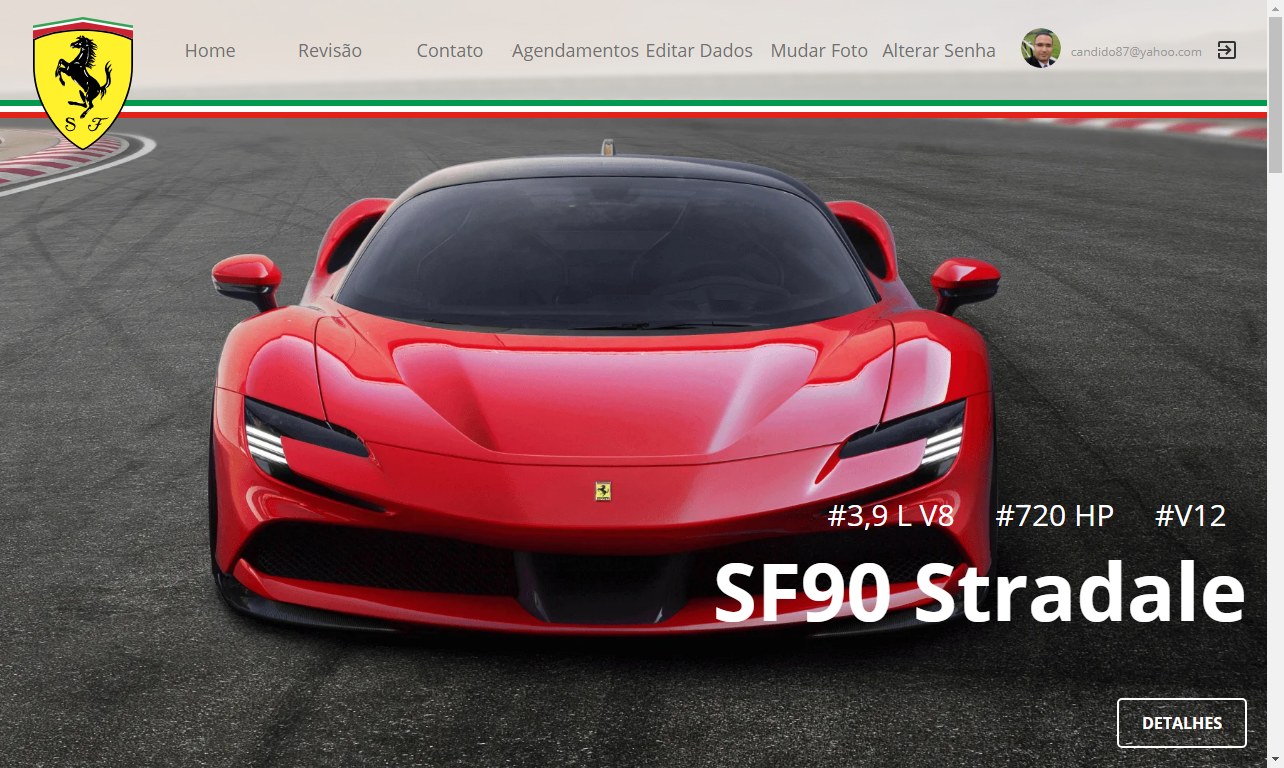 Home Revisão Contato Agendamentos Editar Dados Mudar Foto Alterar Senha candido87@yahoo.com
S F
#3,9 L V8 #720 HP #V12
SF90 Stradale
DETALHES